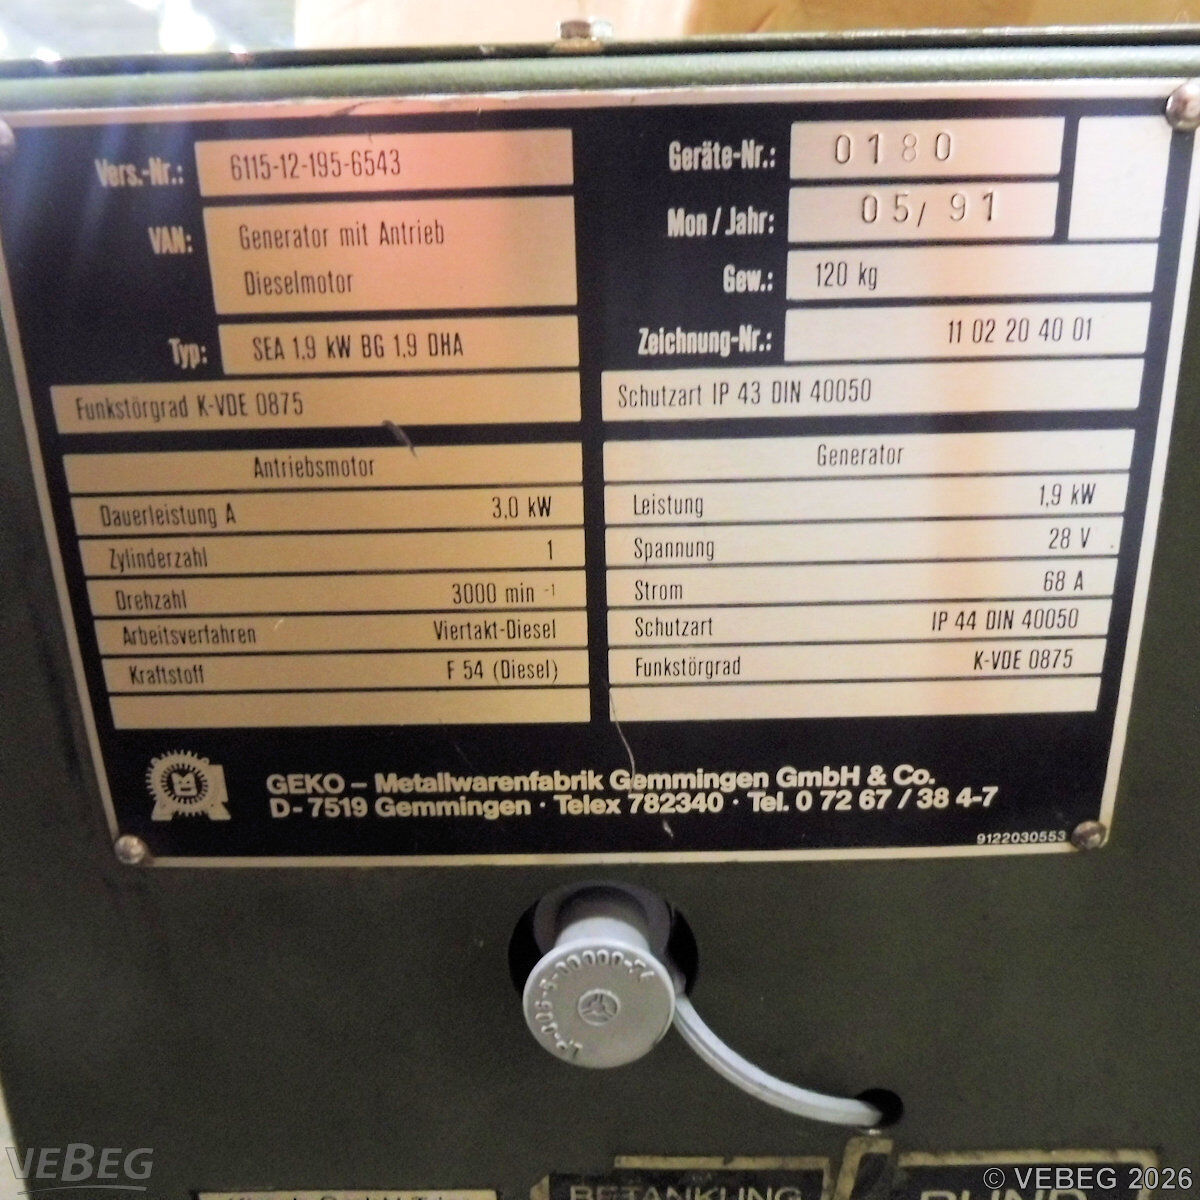 Vers.-Nr.: 6115-12-195-6543
VAN: Generator mit Antrieb
Dieselmotor
Typ: SEA 1,9 kW BG 1,9 DHA
Funkstörgrad K-VDE 0875
Geräte-Nr.: 0180
Mon / Jahr: 05/ 91
Gew.: 120 kg
Zeichnung-Nr.: 11 02 20 40 01
Schutzart IP 43 DIN 40050
Antriebsmotor
Dauerleistung A 3,0 kW
Zylinderzahl 1
Drehzahl 3000 min -1
Arbeitsverfahren Viertakt-Diesel
Kraftstoff F 54 (Diesel)
Generator
Leistung 1,9 kW
Spannung 28 V
Strom 68 A
Schutzart IP 44 DIN 40050
Funkstörgrad K-VDE 0875
GEKO – Metallwarenfabrik Gemmingen GmbH & Co.
D-7519 Gemmingen · Telex 782340 · Tel. 0 72 67 / 38 4-7
9122030553
BETANKUNG
VEBEG
© VEBEG 2026